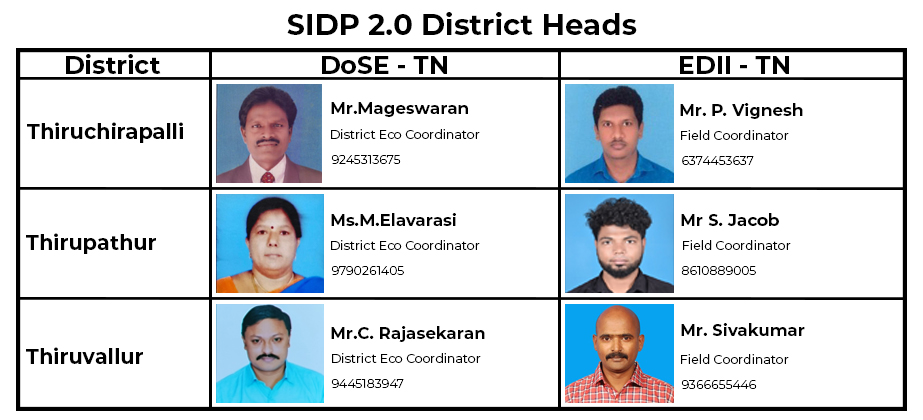 SIDP 2.0 District Heads
District DoSE - TN EDII - TN
Thiruchirapalli
Mr.Mageswaran
District Eco Coordinator
9245313675
Mr. P. Vignesh
Field Coordinator
6374453637
Thirupathur
Ms.M.Elavarasi
District Eco Coordinator
9790261405
Mr S. Jacob
Field Coordinator
8610889005
Thiruvallur
Mr.C. Rajasekaran
District Eco Coordinator
9445183947
Mr. Sivakumar
Field Coordinator
9366655446